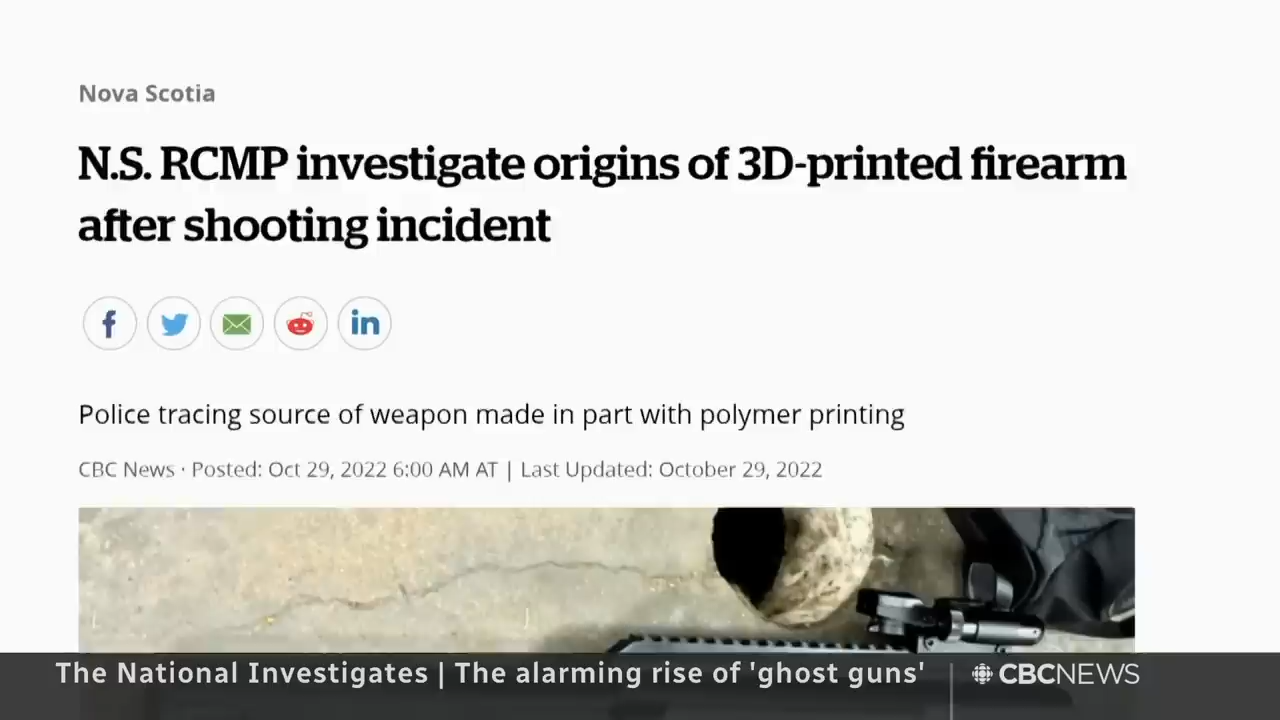 Nova Scotia
N.S. RCMP investigate origins of 3D-printed firearm
after shooting incident
f
in
Police tracing source of weapon made in part with polymer printing
CBC News · Posted: Oct 29, 2022 6:00 AM AT | Last Updated: October 29, 2022
The National Investigates | The alarming rise of 'ghost guns'
CBCNEWS